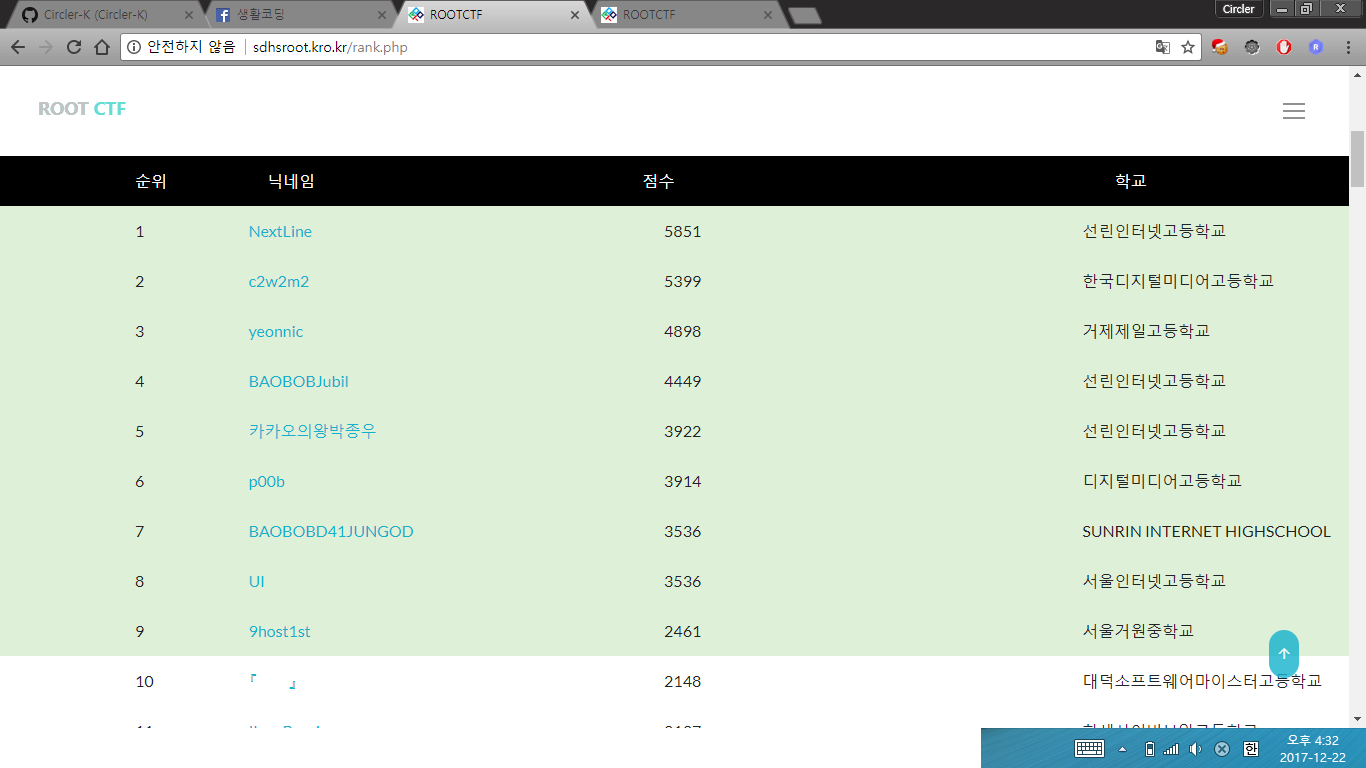 Circler-K (Circler-K)
생활코딩
ROOTCTF
ROOTCTF
Circler
안전하지 않음 sdhsroot.kro.kr/rank.php
ROOT CTF
순위 닉네임 점수 학교
1 NextLine 5851 선린인터넷고등학교
2 c2w2m2 5399 한국디지털미디어고등학교
3 yeonnic 4898 거제제일고등학교
4 BAOBOBJubil 4449 선린인터넷고등학교
5 카카오의왕박종우 3922 선린인터넷고등학교
6 p00b 3914 디지털미디어고등학교
7 BAOBOBD41JUNGOD 3536 SUNRIN INTERNET HIGHSCHOOL
8 UI 3536 서울인터넷고등학교
9 9host1st 2461 서울거원중학교
10 『 』 2148 대덕소프트웨어마이스터고등학교
한
오후 4:32
2017-12-22